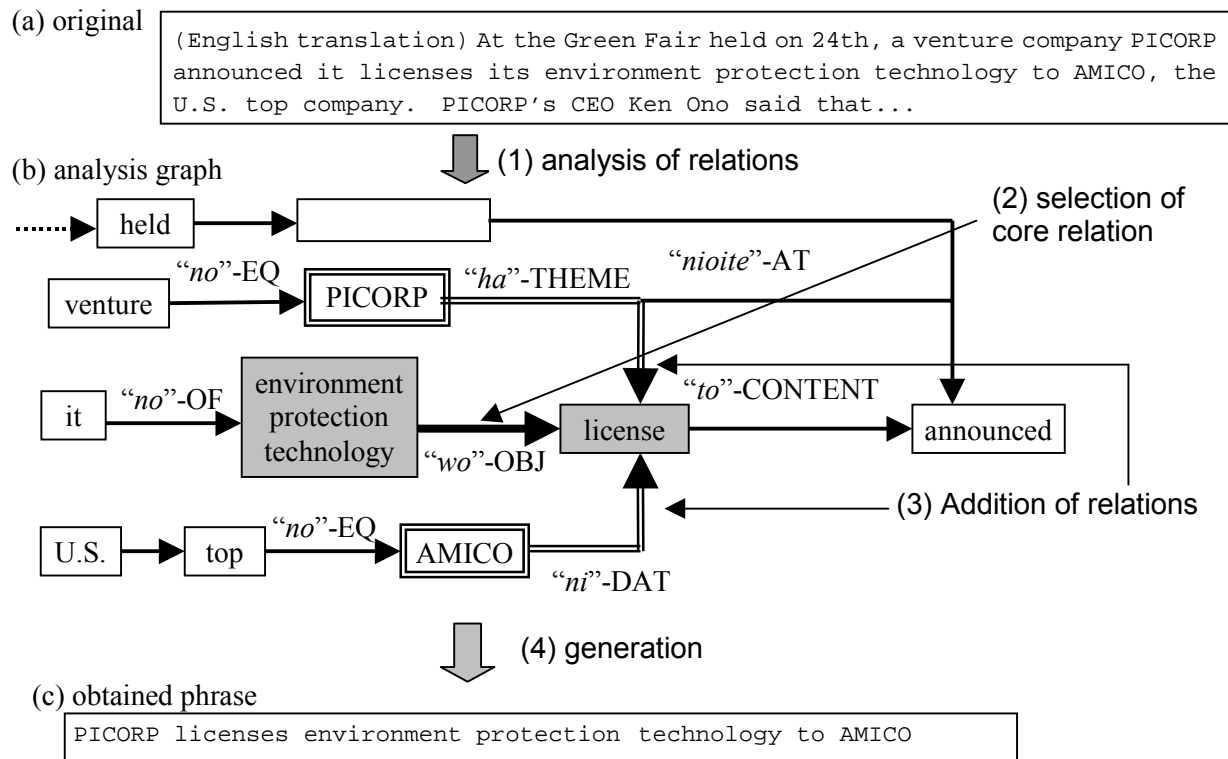 (a) original
(English translation) At the Green Fair held on 24th, a venture company PICORP
announced it licenses its environment protection technology to AMICO, the
U.S. top company. PICORP's CEO Ken Ono said that...
(1) analysis of relations
(b) analysis graph
(2) selection of
core relation
held
"no"-EQ
"ha"-THEME
"nioite"-AT
venture
PICORP
it
"no"-OF
environment
protection
technology
"wo"-OBJ
license
"to"-CONTENT
announced
(3) Addition of relations
U.S.
top
"no"-EQ
AMICO
"ni"-DAT
(4) generation
(c) obtained phrase
PICORP licenses environment protection technology to AMICO